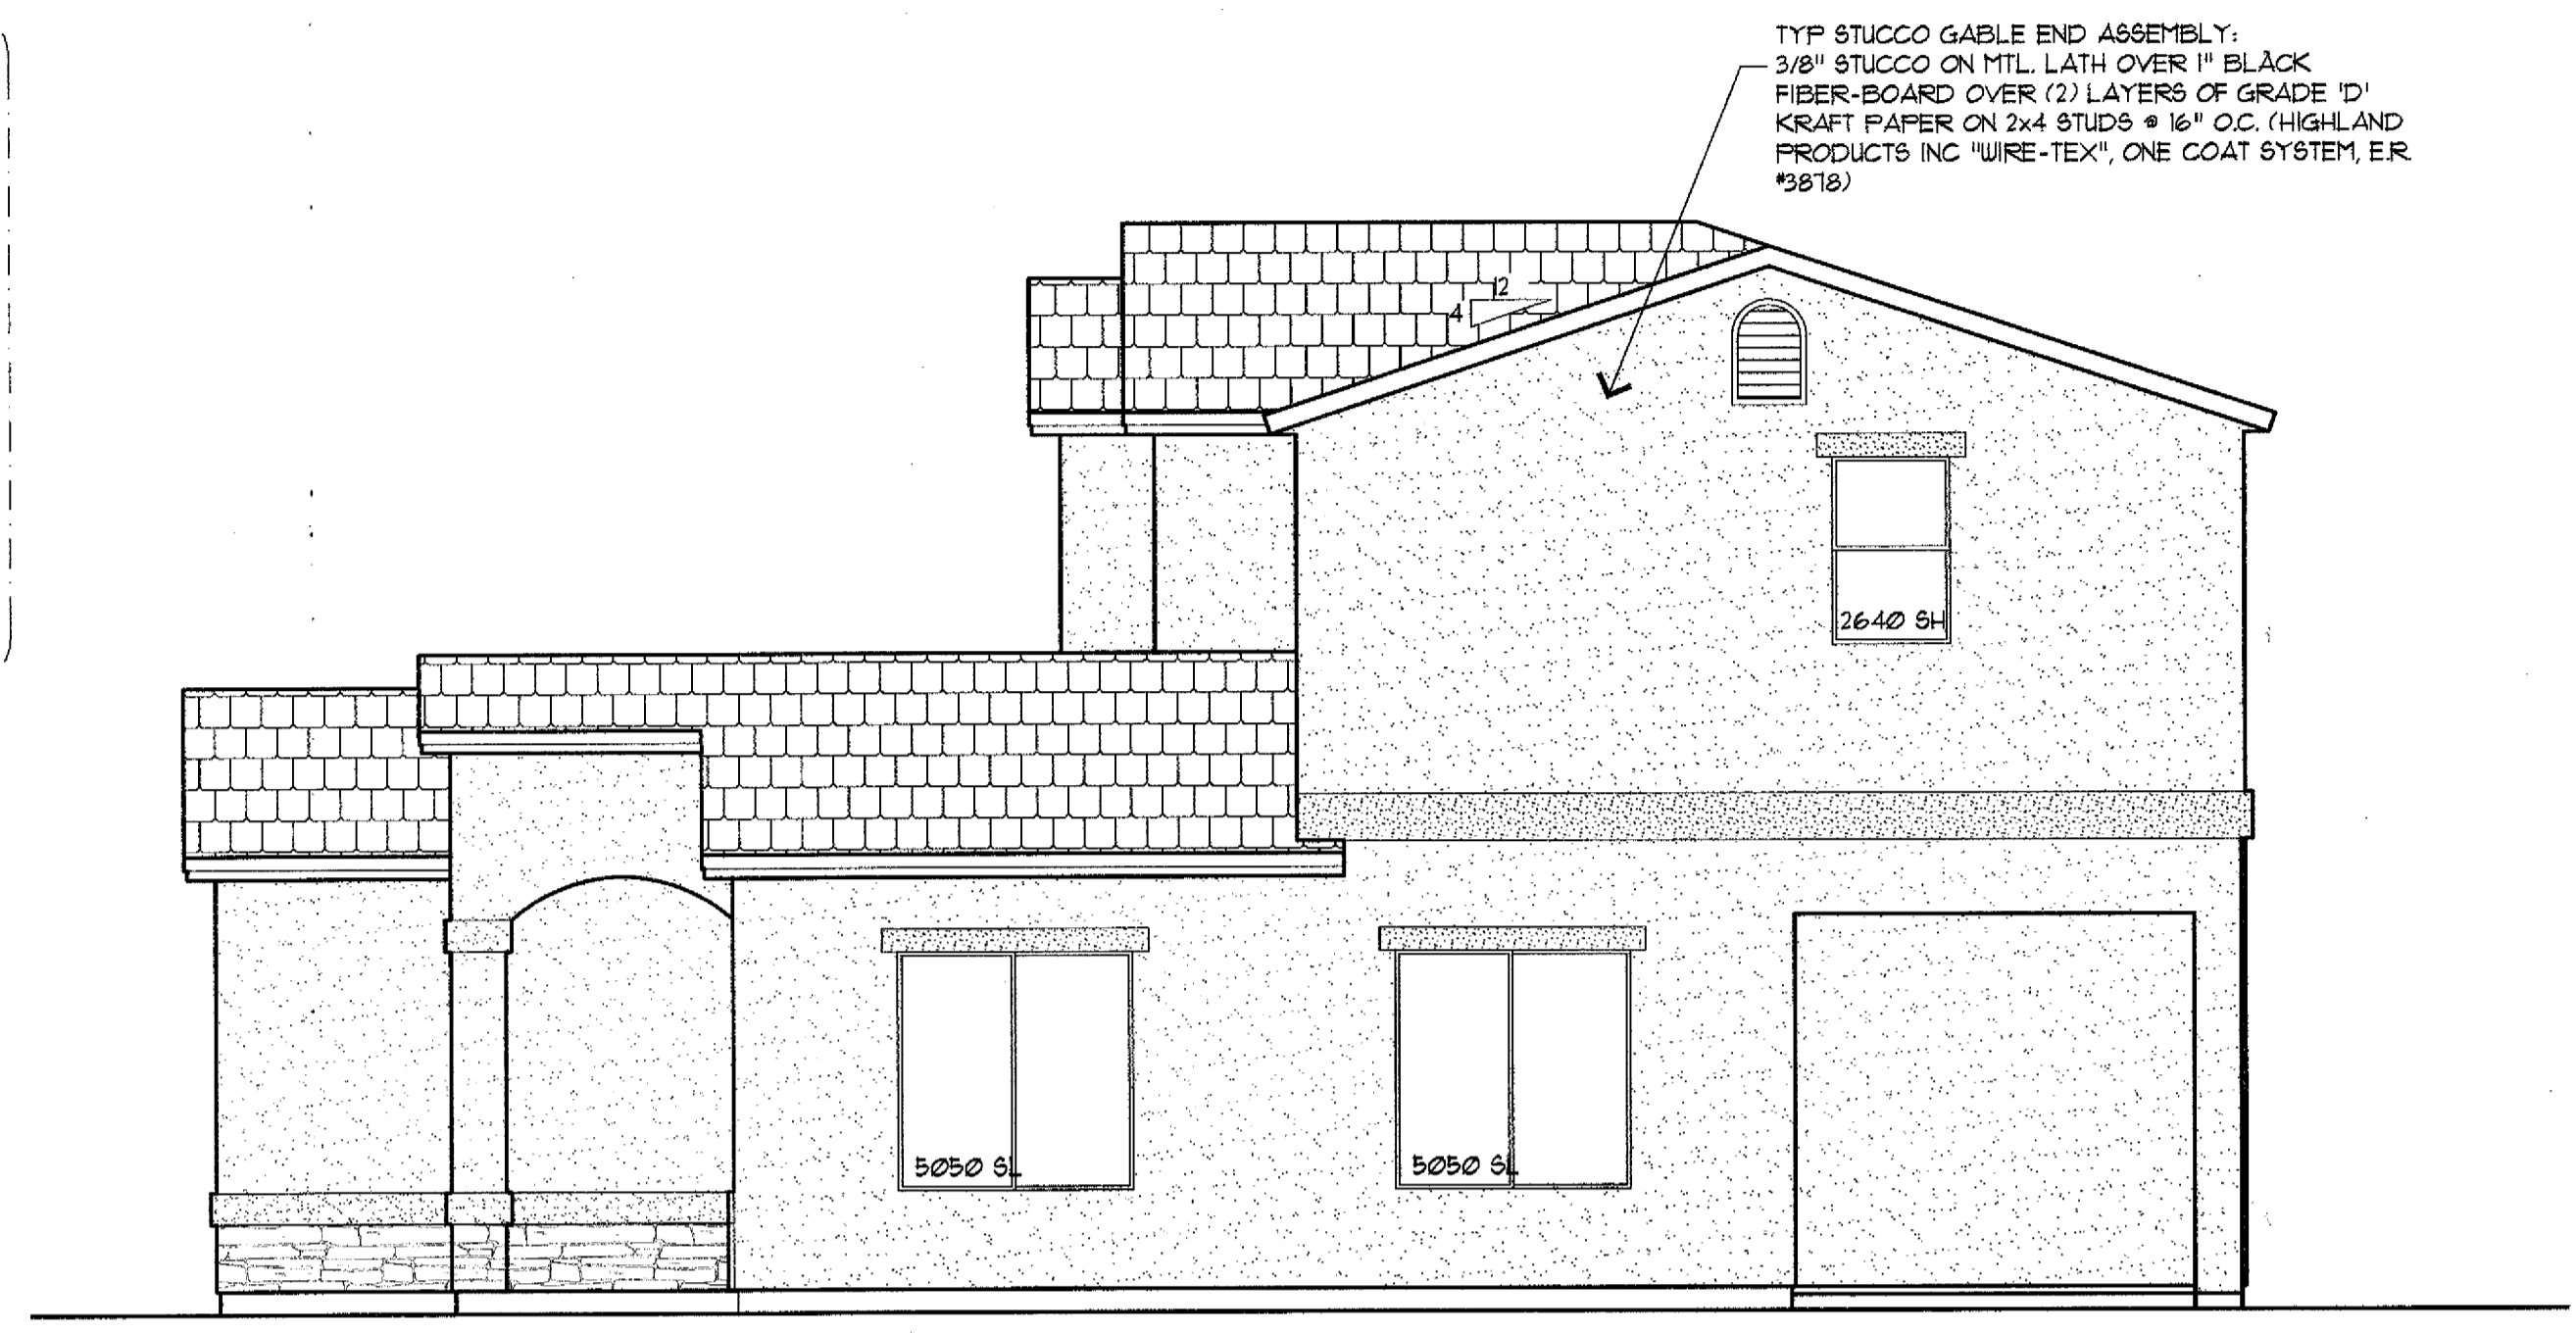 TYP STUCCO GABLE END ASSEMBLY:
3/8" STUCCO ON MTL. LATH OVER 1" BLACK
FIBER-BOARD OVER (2) LAYERS OF GRADE 'D'
KRAFT PAPER ON 2x4 STUDS @ 16" O.C. (HIGHLAND
PRODUCTS INC "WIRE-TEX", ONE COAT SYSTEM, E.R.
#3878)
12
4
2640 SH
5050 SL
5050 SL